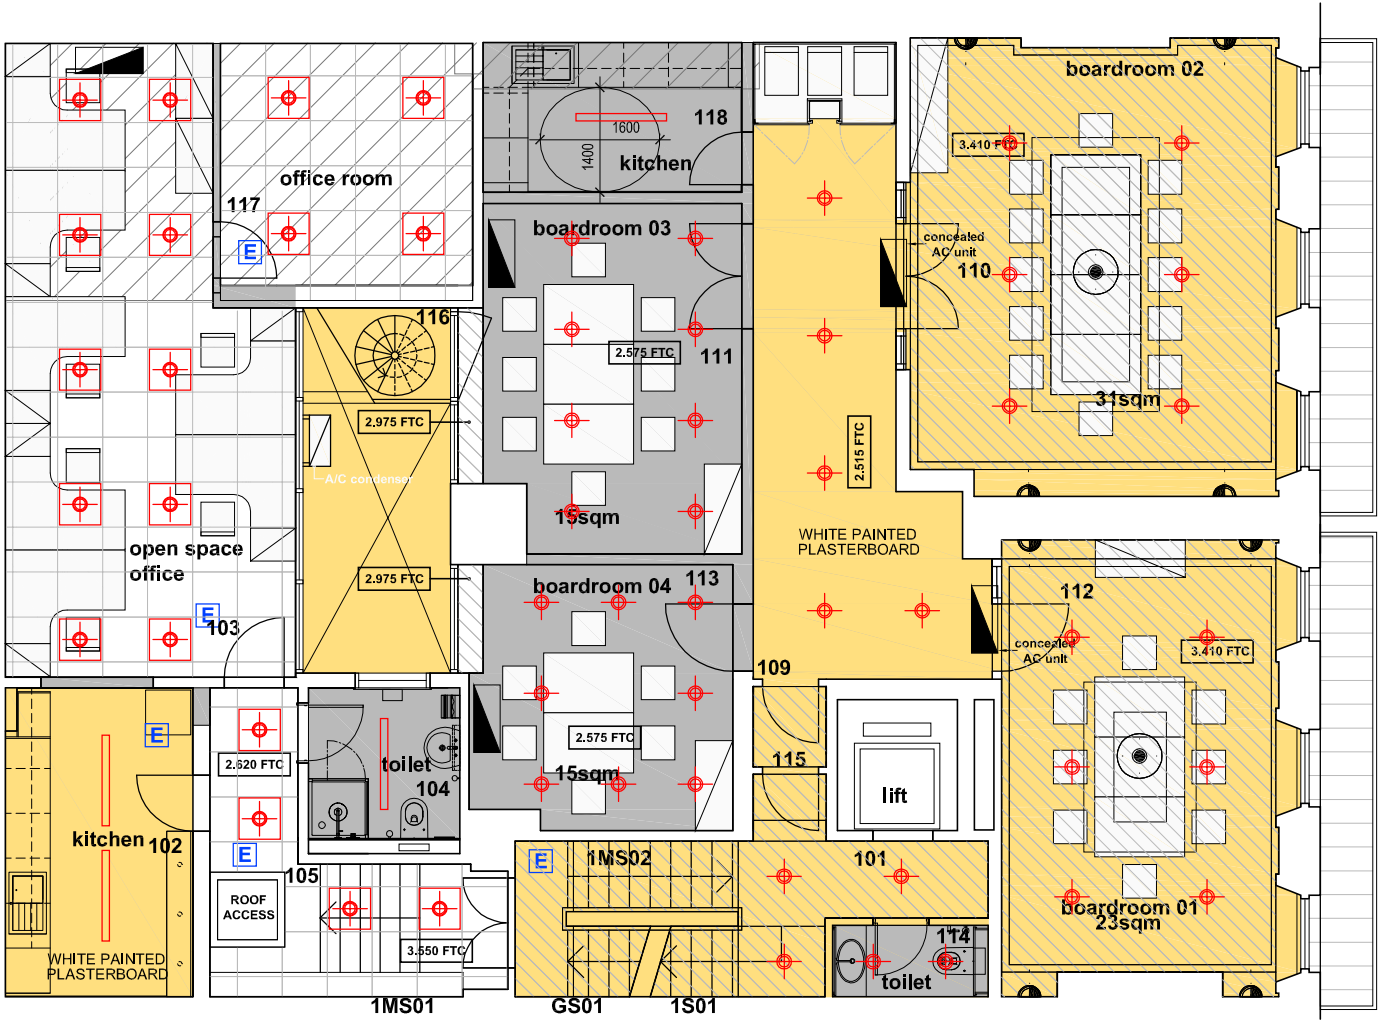 boardroom 02
3.410 FTC
118
1600
1400
kitchen
office room
117
E
boardroom 03
concealed
AC unit
110
116
2.575 FTC
111
31sqm
2.975 FTC
2.515 FTC
A/C condenser
15sqm
WHITE PAINTED
PLASTERBOARD
open space
office
E
103
2.975 FTC
boardroom 04
113
112
concealed
AC unit
3.410 FTC
109
E
2.620 FTC
toilet
104
2.575 FTC
15sqm
115
lift
kitchen
102
E
105
E
1MS02
101
ROOF
ACCESS
boardroom 01
23sqm
WHITE PAINTED
PLASTERBOARD
3.550 FTC
114
toilet
1MS01
GS01
1S01